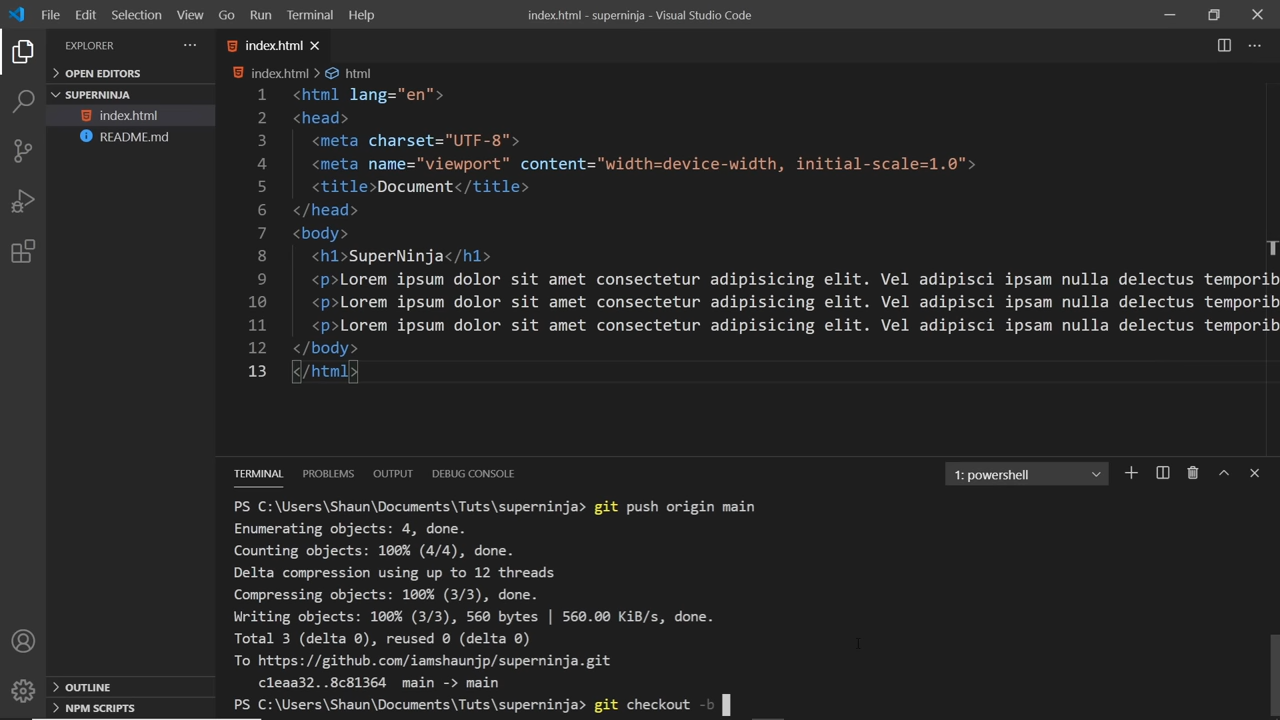 File Edit Selection View Go Run Terminal Help
index.html - superninja - Visual Studio Code
EXPLORER
OPEN EDITORS
SUPERNINJA
index.html
README.md
OUTLINE
NPM SCRIPTS
index.html
index.html > html
1 <html lang="en">
2 <head>
3 <meta charset="UTF-8">
4 <meta name="viewport" content="width=device-width, initial-scale=1.0">
5 <title>Document</title>
6 </head>
7 <body>
8 <h1>SuperNinja</h1>
9 <p>Lorem ipsum dolor sit amet consectetur adipisicing elit. Vel adipisci ipsam nulla delectus temporib
10 <p>Lorem ipsum dolor sit amet consectetur adipisicing elit. Vel adipisci ipsam nulla delectus temporib
11 <p>Lorem ipsum dolor sit amet consectetur adipisicing elit. Vel adipisci ipsam nulla delectus temporib
12 </body>
13 </html>
TERMINAL PROBLEMS OUTPUT DEBUG CONSOLE
1: powershell
PS C:\Users\Shaun\Documents\Tuts\superninja> git push origin main
Enumerating objects: 4, done.
Counting objects: 100% (4/4), done.
Delta compression using up to 12 threads
Compressing objects: 100% (3/3), done.
Writing objects: 100% (3/3), 560 bytes | 560.00 KiB/s, done.
Total 3 (delta 0), reused 0 (delta 0)
To https://github.com/iamshaunjp/superninja.git
c1eaa32..8c81364 main -> main
PS C:\Users\Shaun\Documents\Tuts\superninja> git checkout -b